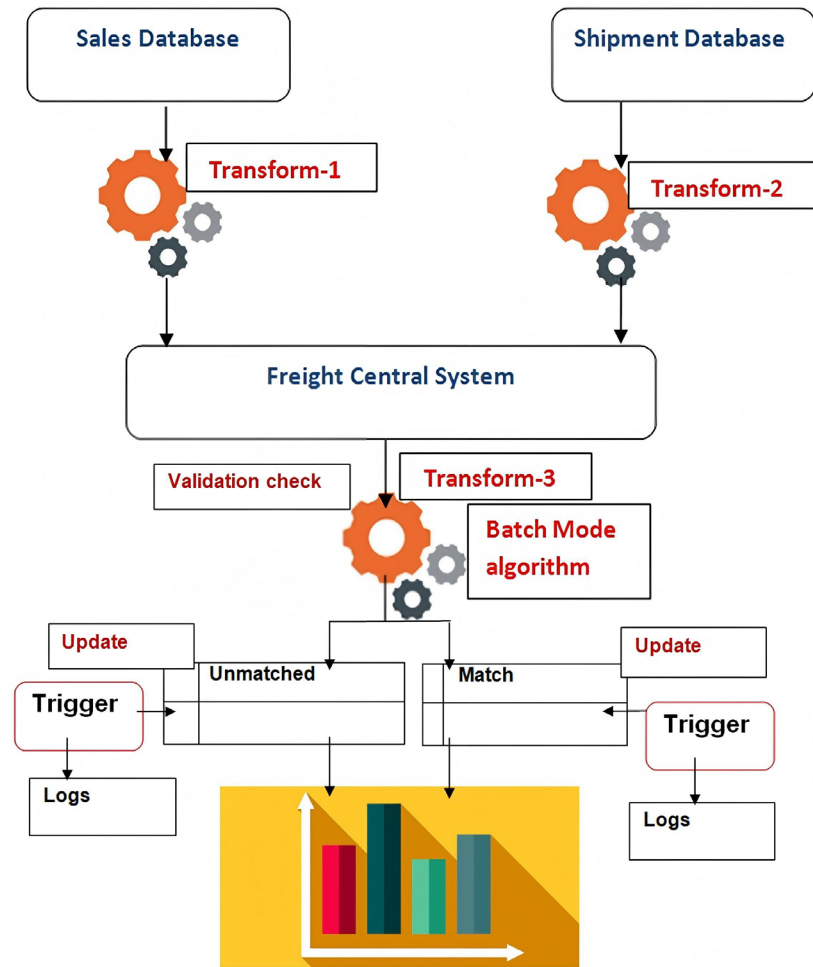 Sales Database
Shipment Database
Transform-1
Transform-2
Freight Central System
Validation check
Transform-3
Batch Mode
algorithm
Update
Update
Unmatched
Match
Trigger
Trigger
Logs
Logs